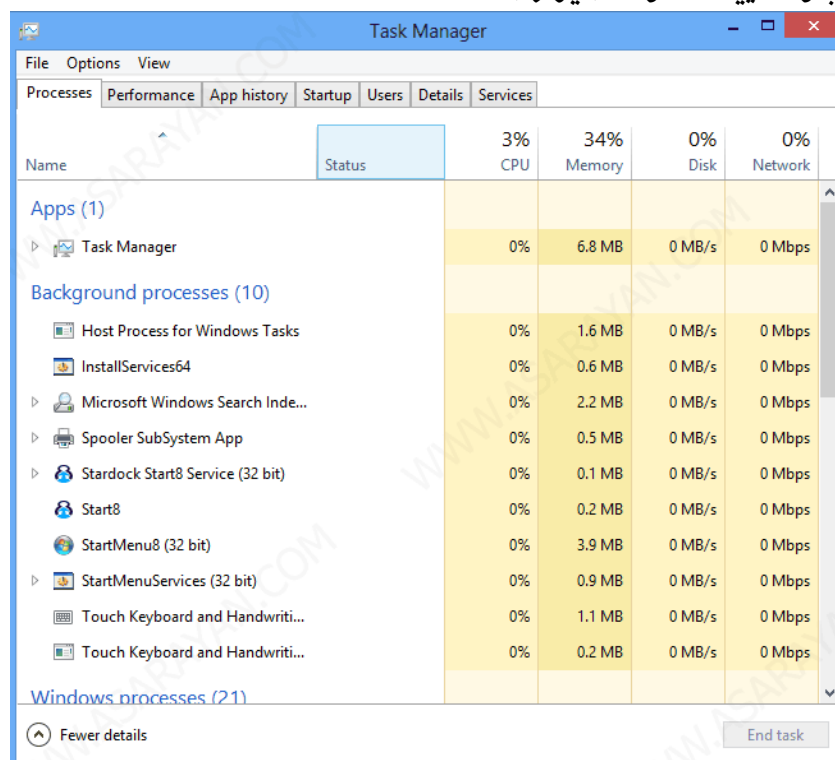 Task Manager
File Options View
Processes Performance App history Startup Users Details Services
3% 34% 0% 0%
Name Status CPU Memory Disk Network
Apps (1)
Task Manager 0% 6.8 MB 0 MB/s 0 Mbps
Background processes (10)
Host Process for Windows Tasks 0% 1.6 MB 0 MB/s 0 Mbps
InstallServices64 0% 0.6 MB 0 MB/s 0 Mbps
Microsoft Windows Search Inde... 0% 2.2 MB 0 MB/s 0 Mbps
Spooler SubSystem App 0% 0.5 MB 0 MB/s 0 Mbps
Stardock Start8 Service (32 bit) 0% 0.1 MB 0 MB/s 0 Mbps
Start8 0% 0.2 MB 0 MB/s 0 Mbps
StartMenu8 (32 bit) 0% 3.9 MB 0 MB/s 0 Mbps
StartMenuServices (32 bit) 0% 0.9 MB 0 MB/s 0 Mbps
Touch Keyboard and Handwriti... 0% 1.1 MB 0 MB/s 0 Mbps
Touch Keyboard and Handwriti... 0% 0.2 MB 0 MB/s 0 Mbps
Windows processes (21)
Fewer details End task
WWW.ASARAYAN.COM